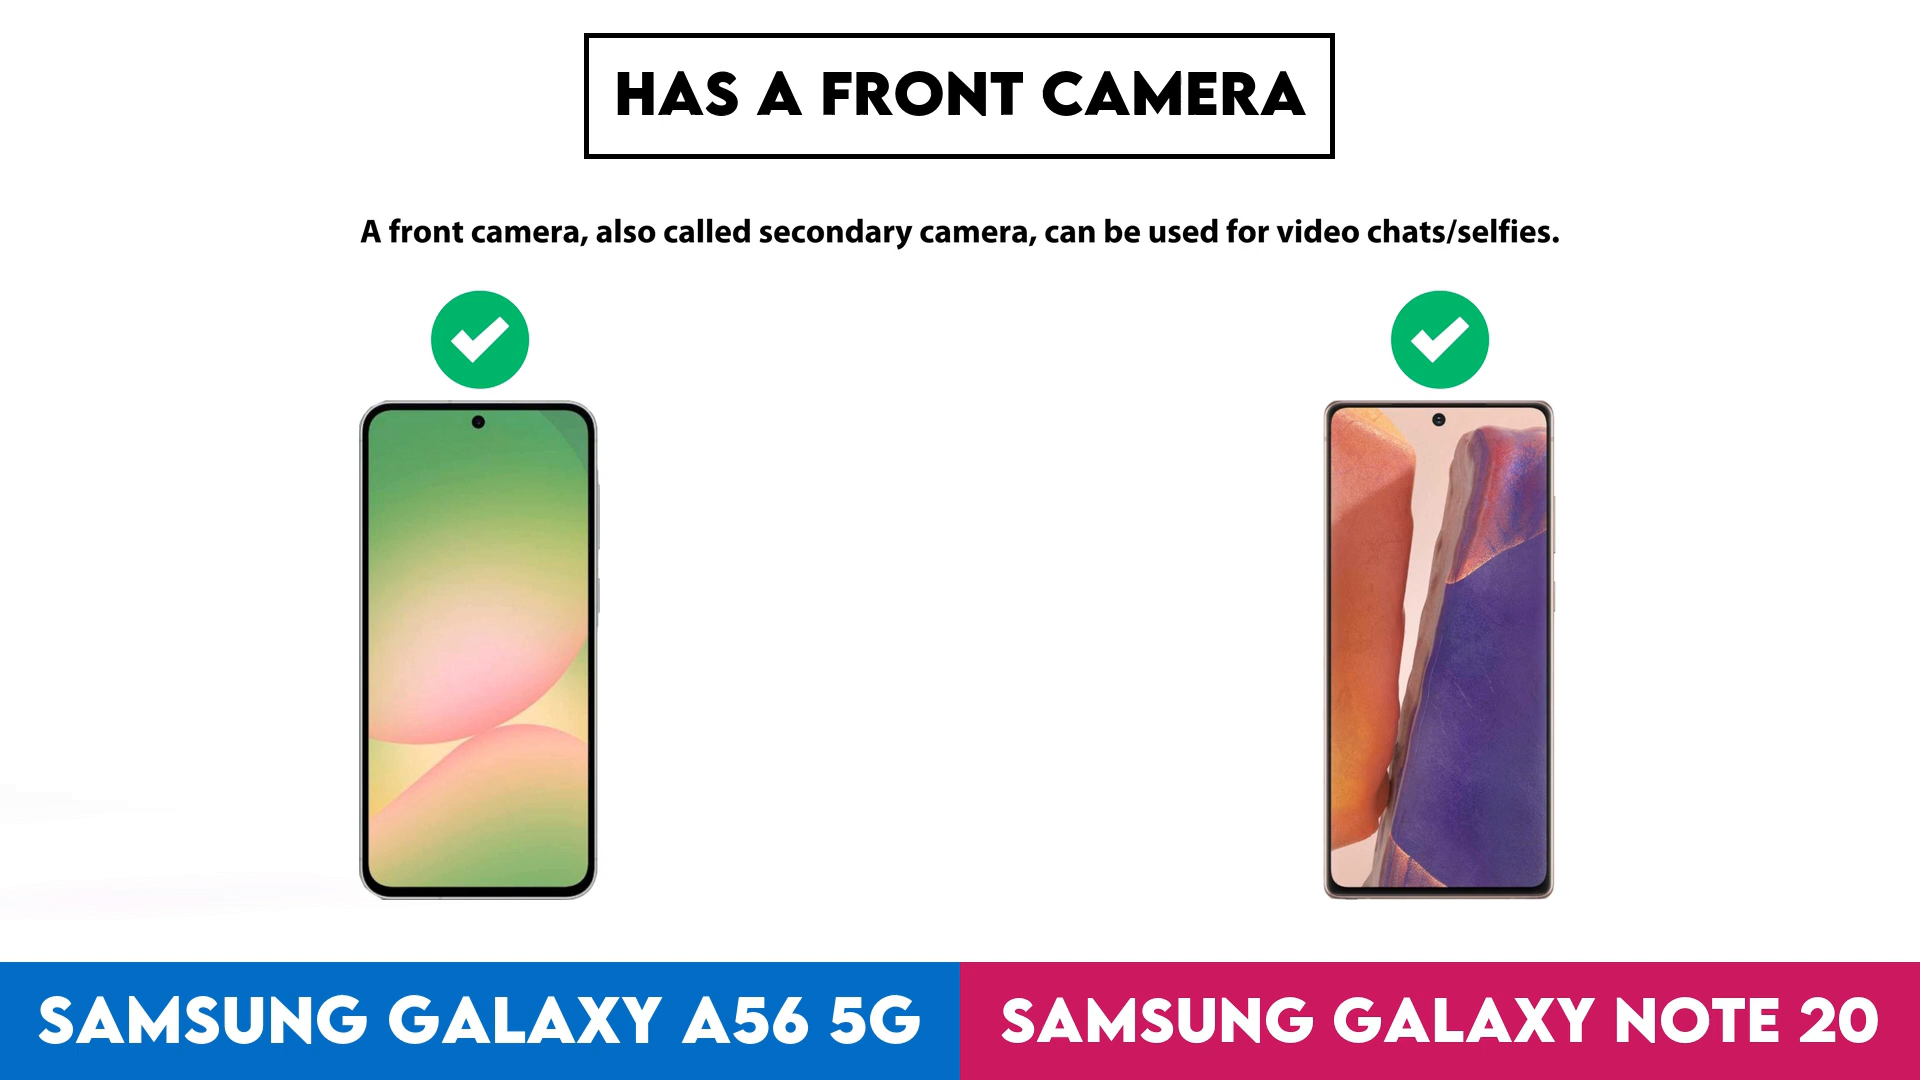 HAS A FRONT CAMERA
A front camera, also called secondary camera, can be used for video chats/selfies.
SAMSUNG GALAXY A56 5G
SAMSUNG GALAXY NOTE 20